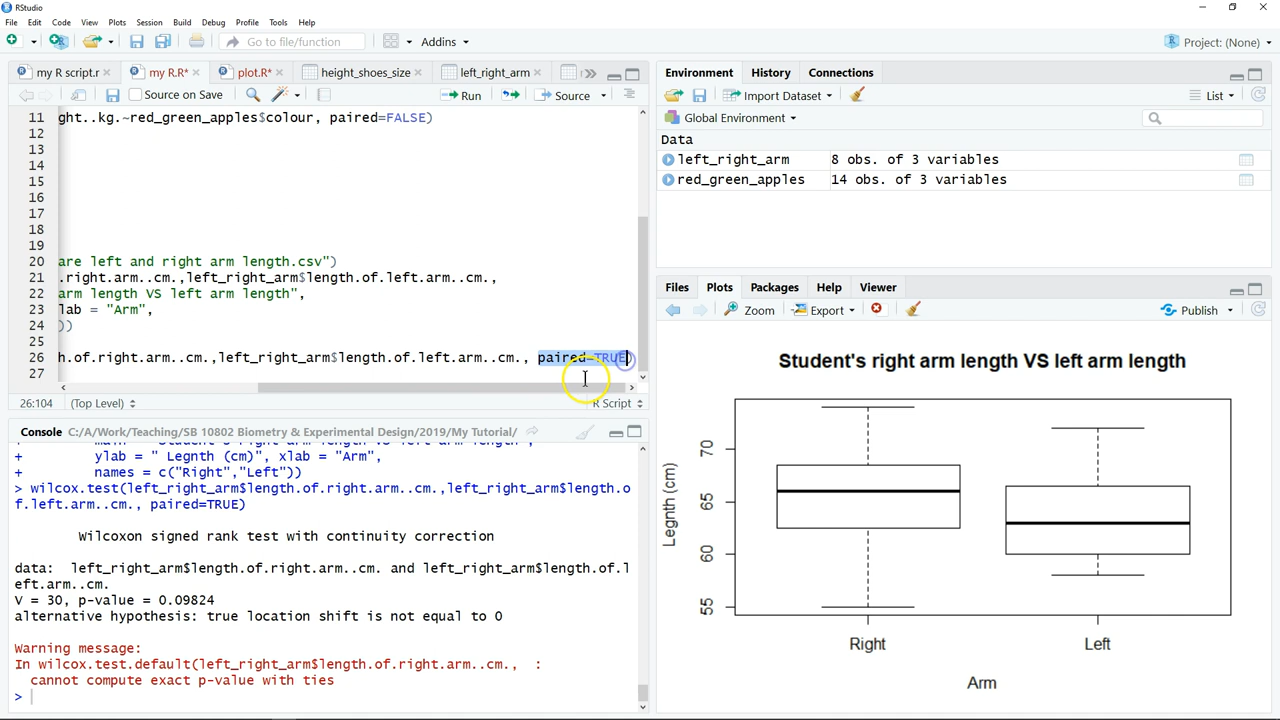 RStudio
File Edit Code View Plots Session Build Debug Profile Tools Help
Go to file/function Addins Project: (None)
my R script.r my R.R* plot.R* height_shoes_size left_right_arm
Source on Save Run Source
11 ght..kg.~red_green_apples$colour, paired=FALSE)
12
13
14
15
16
17
18
19
20 are left and right arm length.csv")
21 .right.arm..cm.,left_right_arm$length.of.left.arm..cm.,
22 arm length VS left arm length",
23 lab = "Arm",
24 ))
25
26 h.of.right.arm..cm.,left_right_arm$length.of.left.arm..cm., paired=TRUE)
27
26:104 (Top Level) R Script
Console C:/A/Work/Teaching/SB 10802 Biometry & Experimental Design/2019/My Tutorial/
+ main = "Student's right arm length VS left arm length",
+ ylab = " Legnth (cm)", xlab = "Arm",
+ names = c("Right","Left"))
> wilcox.test(left_right_arm$length.of.right.arm..cm.,left_right_arm$length.o
f.left.arm..cm., paired=TRUE)
Wilcoxon signed rank test with continuity correction
data: left_right_arm$length.of.right.arm..cm. and left_right_arm$length.of.l
eft.arm..cm.
V = 30, p-value = 0.09824
alternative hypothesis: true location shift is not equal to 0
Warning message:
In wilcox.test.default(left_right_arm$length.of.right.arm..cm., :
cannot compute exact p-value with ties
>
Environment History Connections
Import Dataset List
Global Environment
Data
left_right_arm 8 obs. of 3 variables
red_green_apples 14 obs. of 3 variables
Files Plots Packages Help Viewer
Zoom Export Publish
Student's right arm length VS left arm length
Legnth (cm)
70
65
60
55
Right Left
Arm